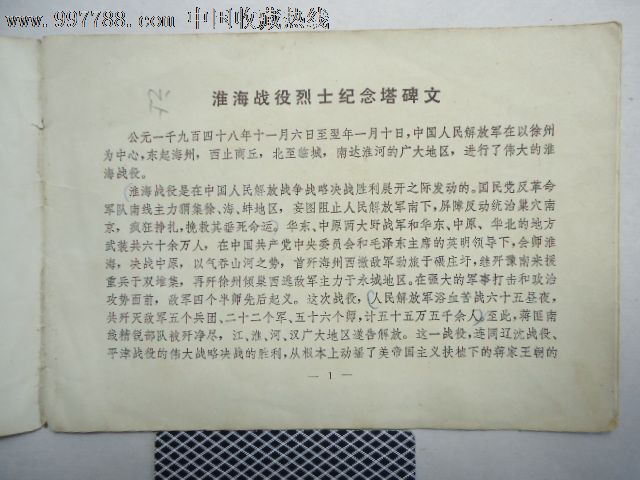 www.997788.com 中国收藏热线
淮海战役烈士纪念塔碑文
公元一千九百四十八年十一月六日至翌年一月十日，中国人民解放军在以徐州
为中心，东起海州，西止商丘，北至临城，南达淮河的广大地区，进行了伟大的淮
海战役。
淮海战役是在中国人民解放战争战略决战胜利展开之际发动的。国民党反革命
军队南线主力猬集徐、海、蚌地区，妄图阻止人民解放军南下，屏障反动统治巢穴南
京，疯狂挣扎，挽救其垂死命运。华东、中原两大野战军和华东、中原、华北的地方
武装共六十余万人，在中国共产党中央委员会和毛泽东主席的英明领导下，会师淮
海，决战中原，以气吞山河之势，首歼海州西撤敌军劲旅于碾庄圩，继歼豫南来援
重兵于双堆集，再歼徐州倾巢西逃敌军主力于永城地区。在强大的军事打击和政治
攻势面前，敌军四个半师先后起义。这次战役，人民解放军浴血苦战六十五昼夜，
共歼灭敌军五个兵团、二十二个军、五十六个师，计五十五万五千余人。至此，蒋匪南
线精锐部队被歼净尽，江、淮、河、汉广大地区遂告解放。这一战役，连同辽沈战役、
平津战役的伟大战略决战的胜利，从根本上动摇了美帝国主义扶植下的蒋家王朝的
— 1 —